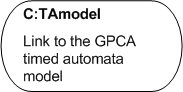 C:TAmodel
Link to the GPCA
timed automata
model